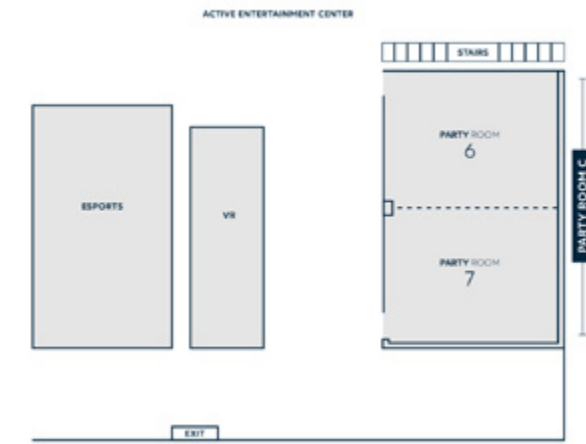 ACTIVE ENTERTAINMENT CENTER
STAIRS
PARTY ROOM
6
ESPORTS
VR
PARTY ROOM C
PARTY ROOM
7
EXIT